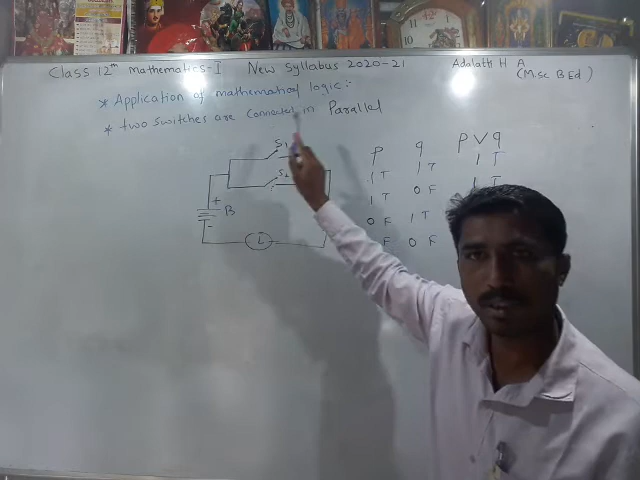 Class 12th Mathematics-I New Syllabus 2020-21 Adalath H A
(M.Sc B Ed)
* Application of mathematical logic:-
* two switches are connected in Parallel
S1
S2
+
-
B
L
p q p V q
1 T 1 T 1 T
1 T 0 F 1 T
0 F 1 T
F 0 F